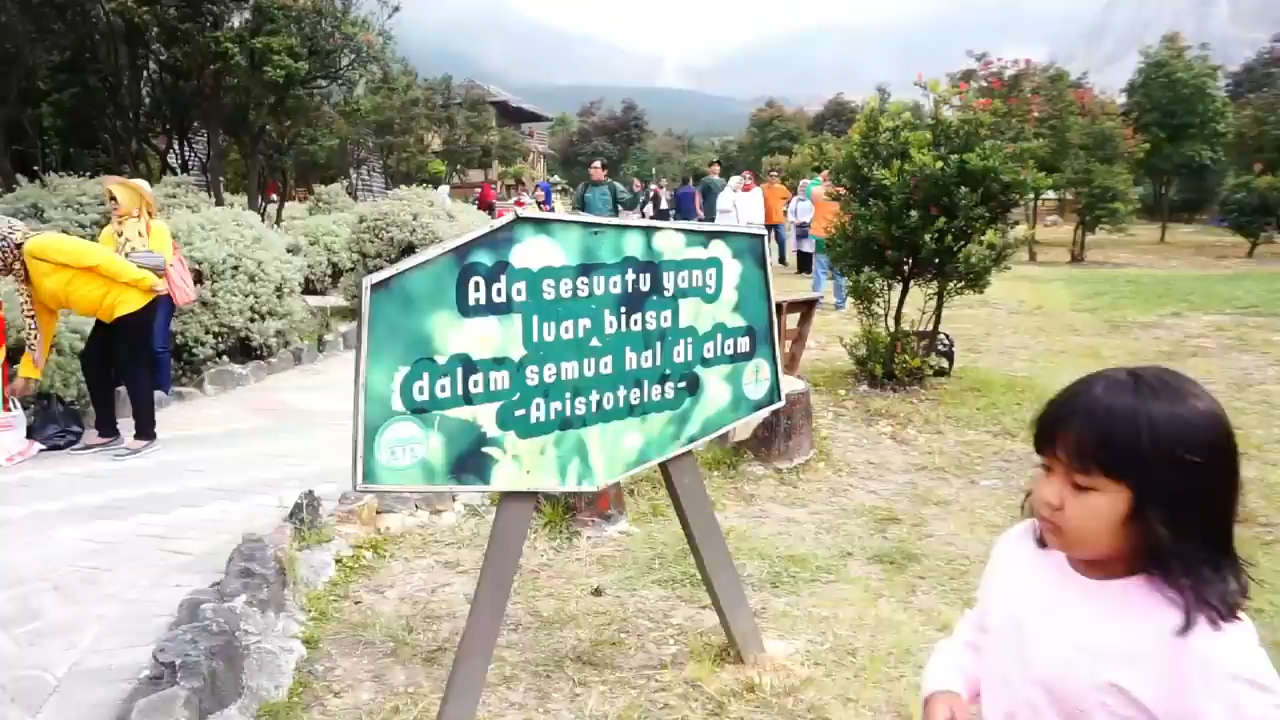 Ada sesuatu yang
luar biasa
dalam semua hal di alam
-Aristoteles-